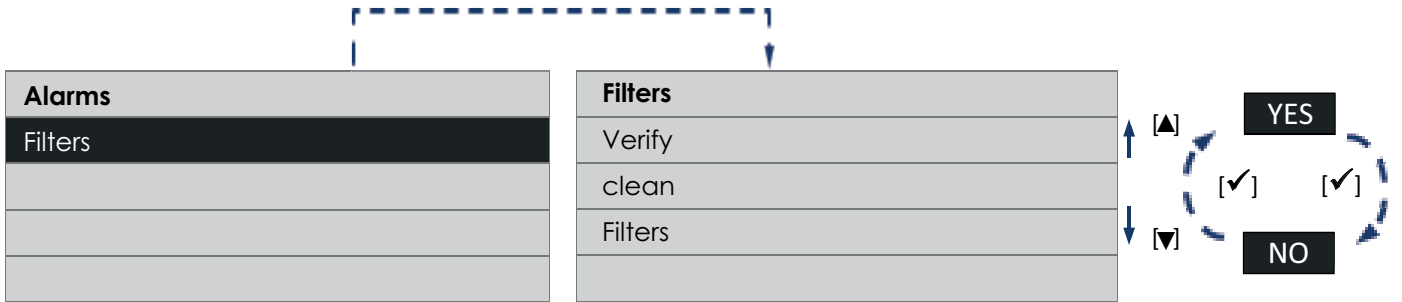 Alarms
Filters
Filters
Verify
clean
Filters
[▲]
[▼]
YES
[✓] [✓]
NO